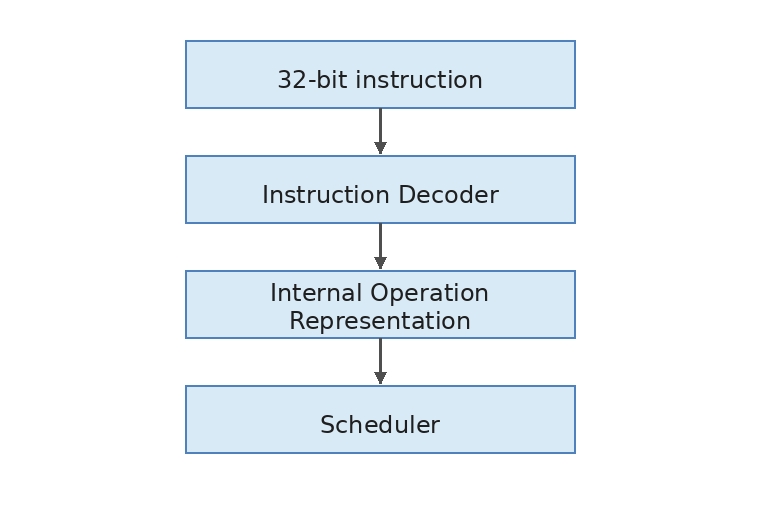 32-bit instruction
Instruction Decoder
Internal Operation
Representation
Scheduler